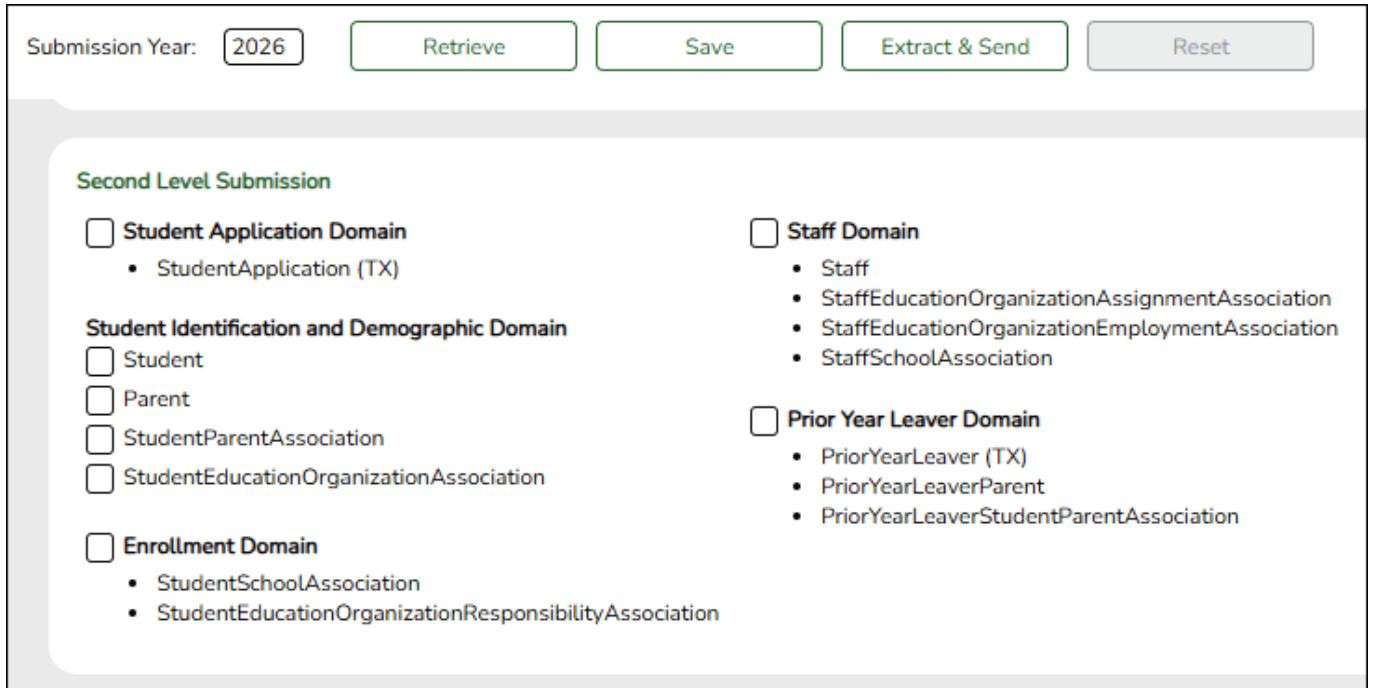 Submission Year: 2026 Retrieve Save Extract & Send Reset
Second Level Submission
Student Application Domain
• StudentApplication (TX)
Student Identification and Demographic Domain
Student
Parent
StudentParentAssociation
StudentEducationOrganizationAssociation
Enrollment Domain
• StudentSchoolAssociation
• StudentEducationOrganizationResponsibilityAssociation
Staff Domain
• Staff
• StaffEducationOrganizationAssignmentAssociation
• StaffEducationOrganizationEmploymentAssociation
• StaffSchoolAssociation
Prior Year Leaver Domain
• PriorYearLeaver (TX)
• PriorYearLeaverParent
• PriorYearLeaverStudentParentAssociation